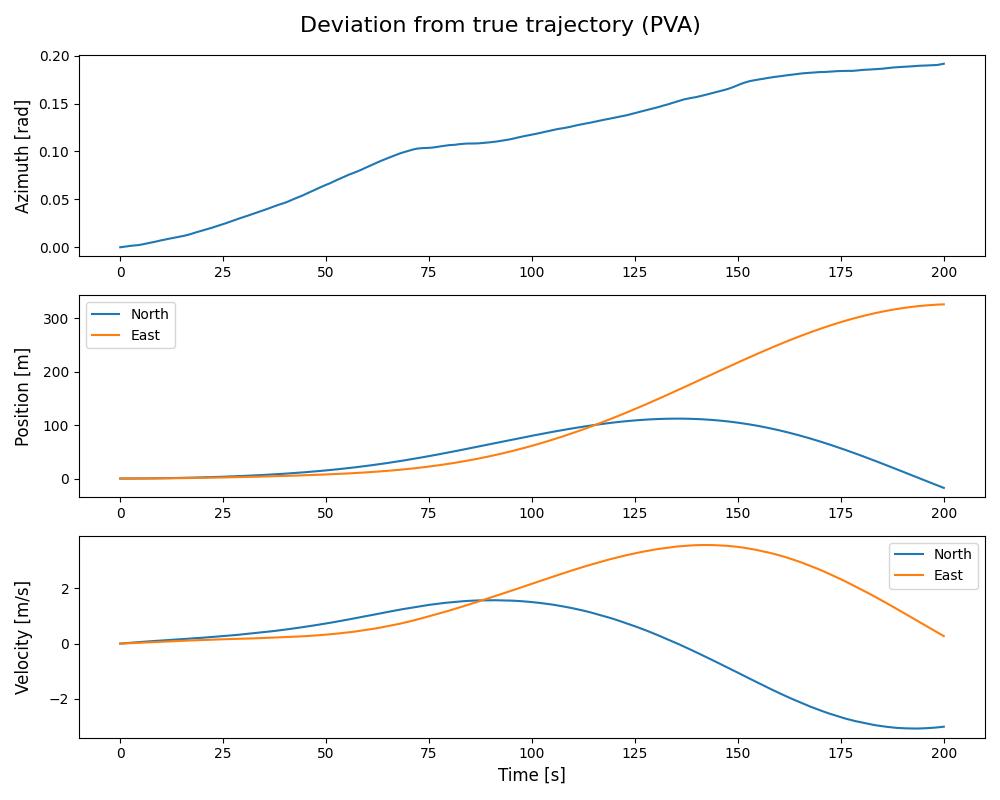 Deviation from true trajectory (PVA)
0.20
0.15
0.10
0.05
0.00
Azimuth [rad]
0 25 50 75 100 125 150 175 200
North
East
300
200
100
0
Position [m]
0 25 50 75 100 125 150 175 200
North
East
2
0
−2
Velocity [m/s]
0 25 50 75 100 125 150 175 200
Time [s]